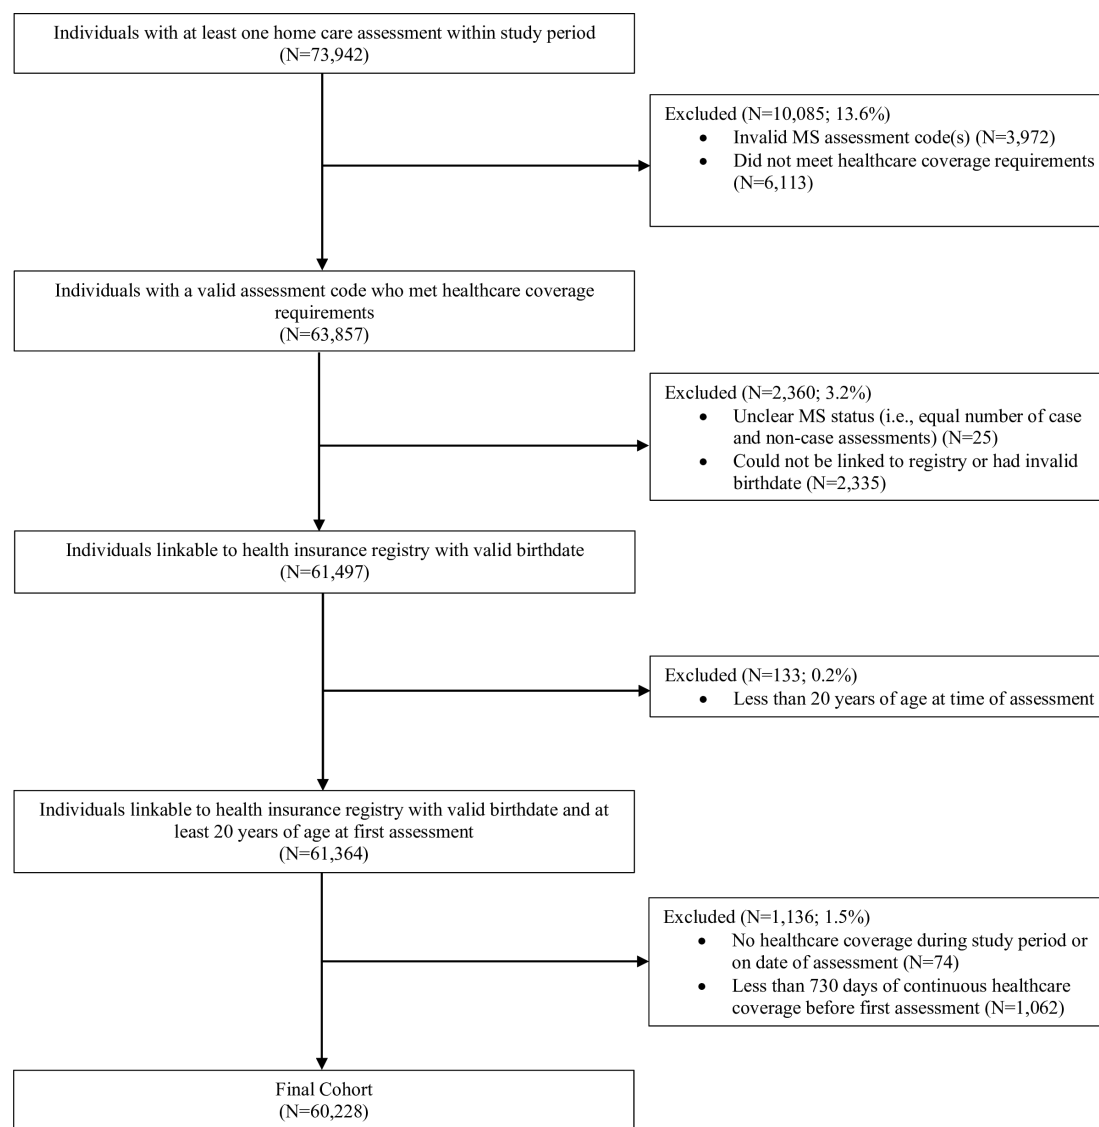 Individuals with at least one home care assessment within study period
(N=73,942)
Excluded (N=10,085; 13.6%)
• Invalid MS assessment code(s) (N=3,972)
• Did not meet healthcare coverage requirements
(N=6,113)
Individuals with a valid assessment code who met healthcare coverage
requirements
(N=63,857)
Excluded (N=2,360; 3.2%)
• Unclear MS status (i.e., equal number of case
and non-case assessments) (N=25)
• Could not be linked to registry or had invalid
birthdate (N=2,335)
Individuals linkable to health insurance registry with valid birthdate
(N=61,497)
Excluded (N=133; 0.2%)
• Less than 20 years of age at time of assessment
Individuals linkable to health insurance registry with valid birthdate and at
least 20 years of age at first assessment
(N=61,364)
Excluded (N=1,136; 1.5%)
• No healthcare coverage during study period or
on date of assessment (N=74)
• Less than 730 days of continuous healthcare
coverage before first assessment (N=1,062)
Final Cohort
(N=60,228)